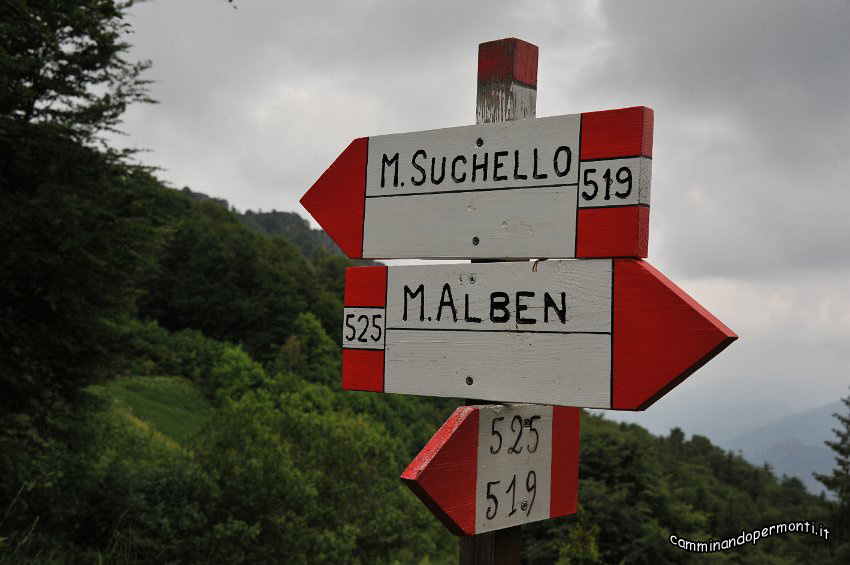 M. SUCHELLO
519
M. ALBEN
525
525
519
camminandopermonti.it